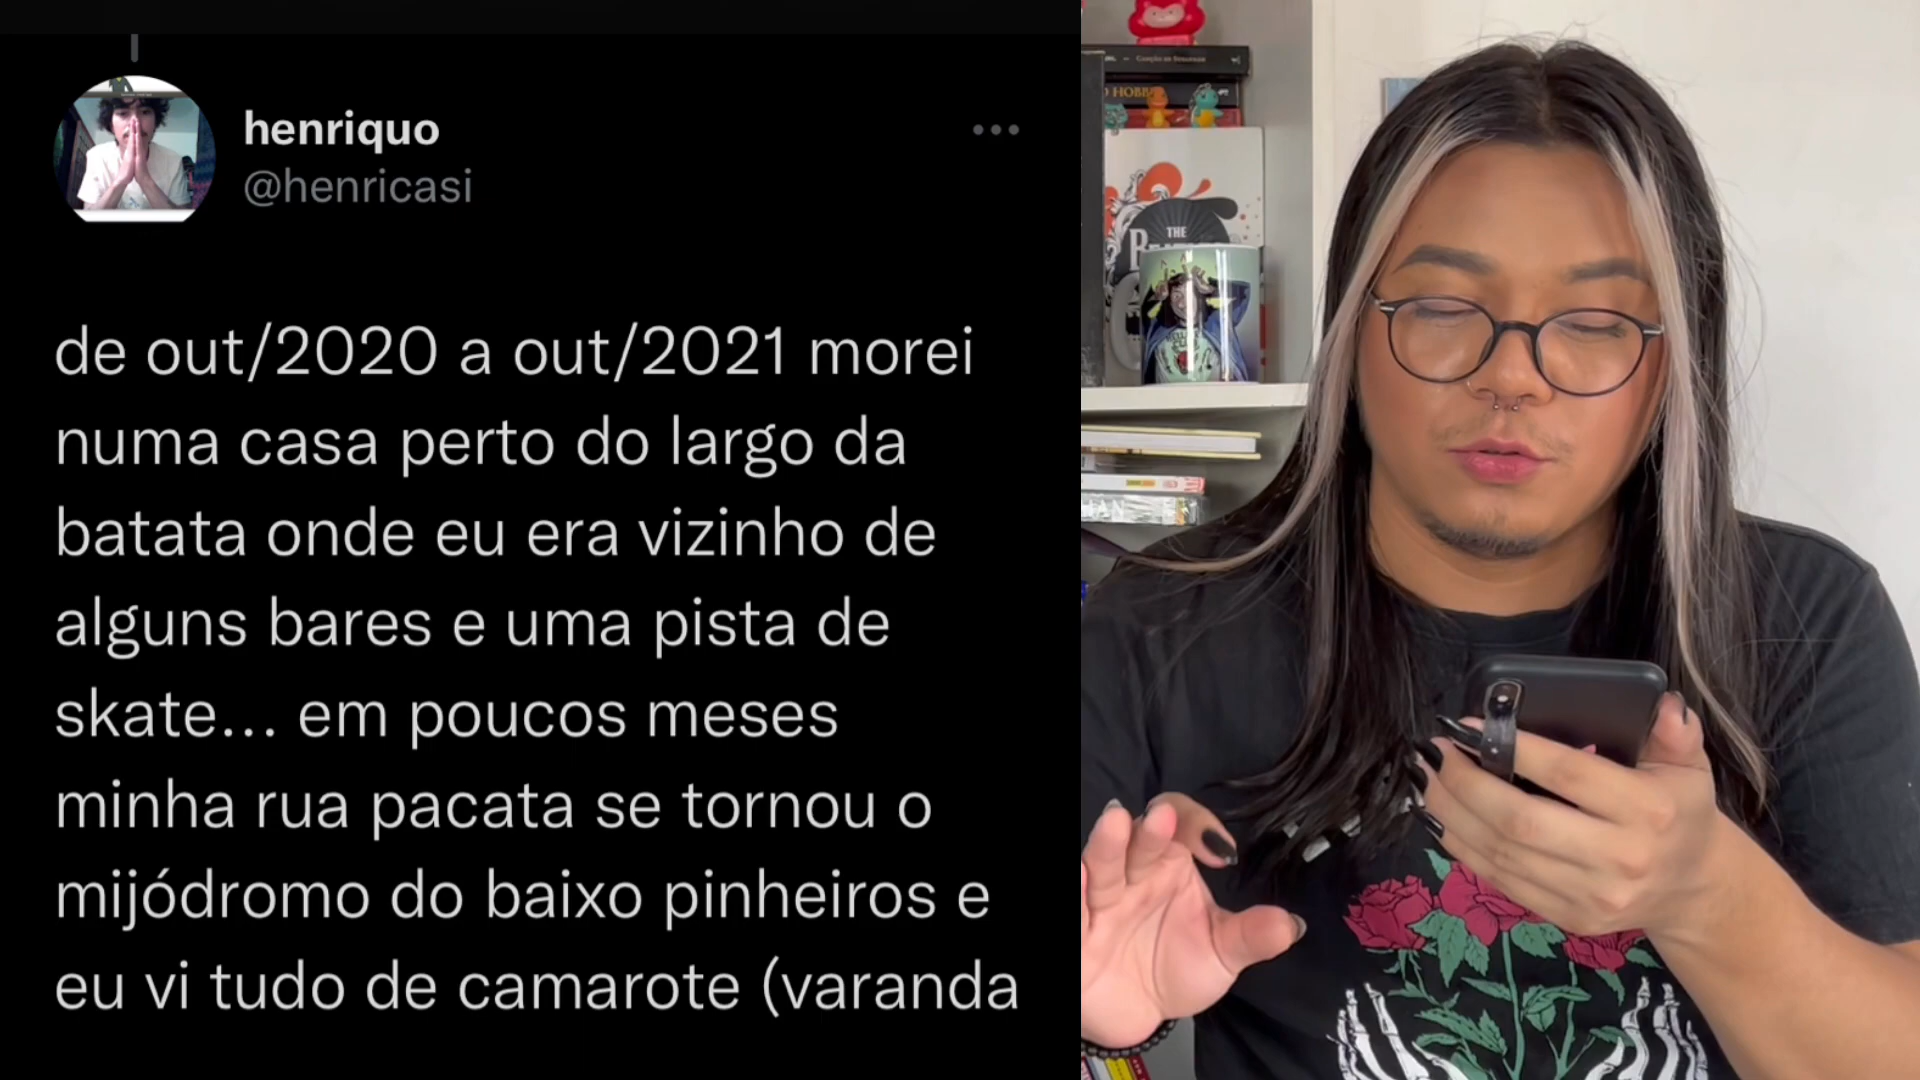 henriquo
@henricasi
de out/2020 a out/2021 morei
numa casa perto do largo da
batata onde eu era vizinho de
alguns bares e uma pista de
skate... em poucos meses
minha rua pacata se tornou o
mijódromo do baixo pinheiros e
eu vi tudo de camarote (varanda
HOBBI
THE